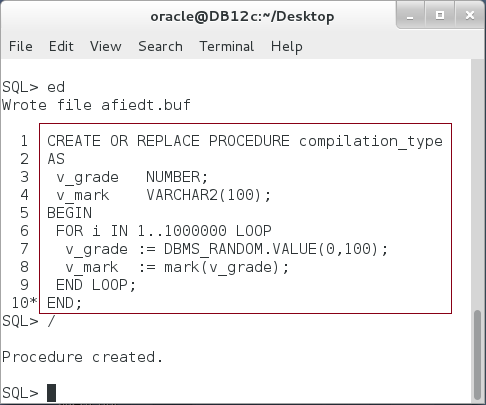 oracle@DB12c:~/Desktop
File Edit View Search Terminal Help
SQL> ed
Wrote file afiedt.buf
1 CREATE OR REPLACE PROCEDURE compilation_type
2 AS
3 v_grade NUMBER;
4 v_mark VARCHAR2(100);
5 BEGIN
6 FOR i IN 1..1000000 LOOP
7 v_grade := DBMS_RANDOM.VALUE(0,100);
8 v_mark := mark(v_grade);
9 END LOOP;
10* END;
SQL> /
Procedure created.
SQL>